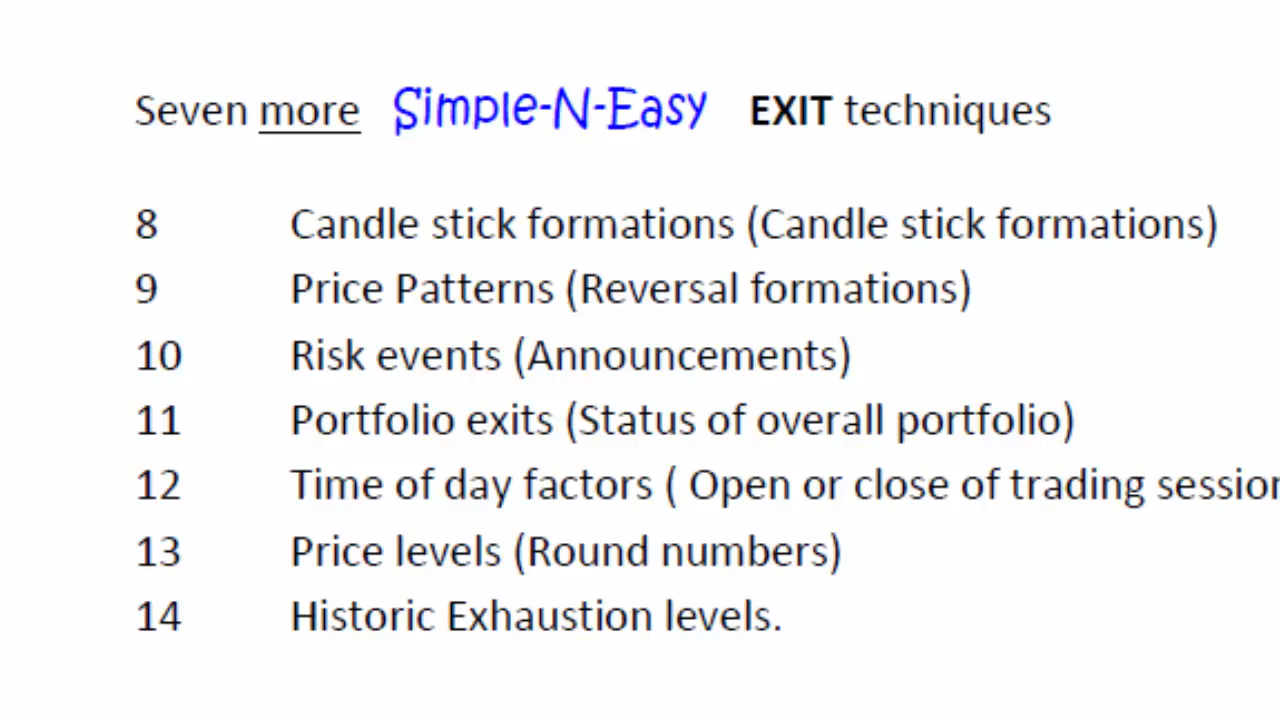 Seven more Simple-N-Easy EXIT techniques
8 Candle stick formations (Candle stick formations)
9 Price Patterns (Reversal formations)
10 Risk events (Announcements)
11 Portfolio exits (Status of overall portfolio)
12 Time of day factors ( Open or close of trading
13 Price levels (Round numbers)
14 Historic Exhaustion levels.